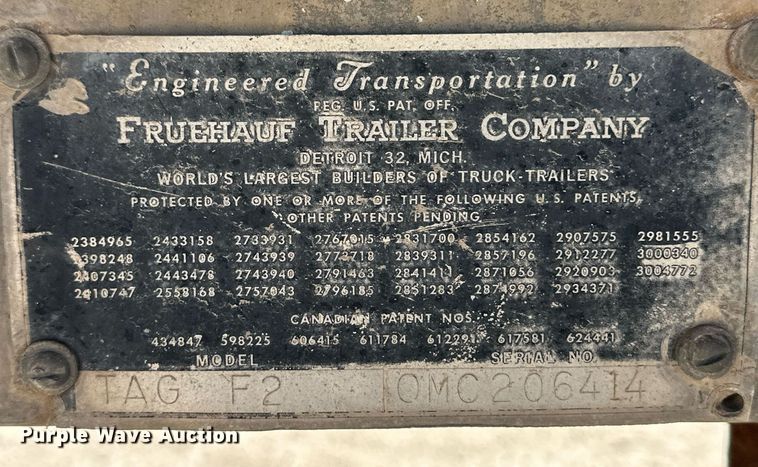 "Engineered Transportation" by
REG. U.S. PAT. OFF.
FRUEHAUF TRAILER COMPANY
DETROIT 32, MICH.
WORLD'S LARGEST BUILDERS OF TRUCK-TRAILERS
PROTECTED BY ONE OR MORE OF THE FOLLOWING U.S. PATENTS
OTHER PATENTS PENDING
2384965 2433158 2733931 2767015 2831700 2854162 2907575 2981555
2398248 2441106 2743939 2773718 2839311 2857196 2912277 3000340
2407345 2443478 2743940 2791463 2841411 2871056 2920903 3004772
2410747 2558168 2757043 2796185 2851283 2874992 2934371
CANADIAN PATENT NOS.
434847 598225 606415 611784 612291 617581 624441
MODEL SERIAL NO.
TAG F2 OMC206414
Purple Wave Auction